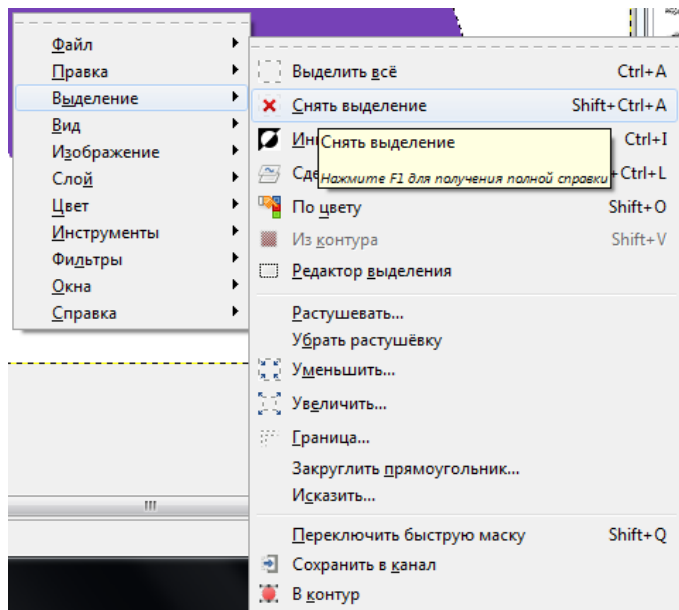 Файл
Правка
Выделение
Вид
Изображение
Слой
Цвет
Инструменты
Фильтры
Окна
Справка
Выделить всё Ctrl+A
Снять выделение Shift+Ctrl+A
Ctrl+I
Снять выделение
Нажмите F1 для получения полной справки
+Ctrl+L
По цвету Shift+O
Из контура Shift+V
Редактор выделения
Растушевать...
Убрать растушёвку
Уменьшить...
Увеличить...
Граница...
Закруглить прямоугольник...
Исказить...
Переключить быструю маску Shift+Q
Сохранить в канал
В контур